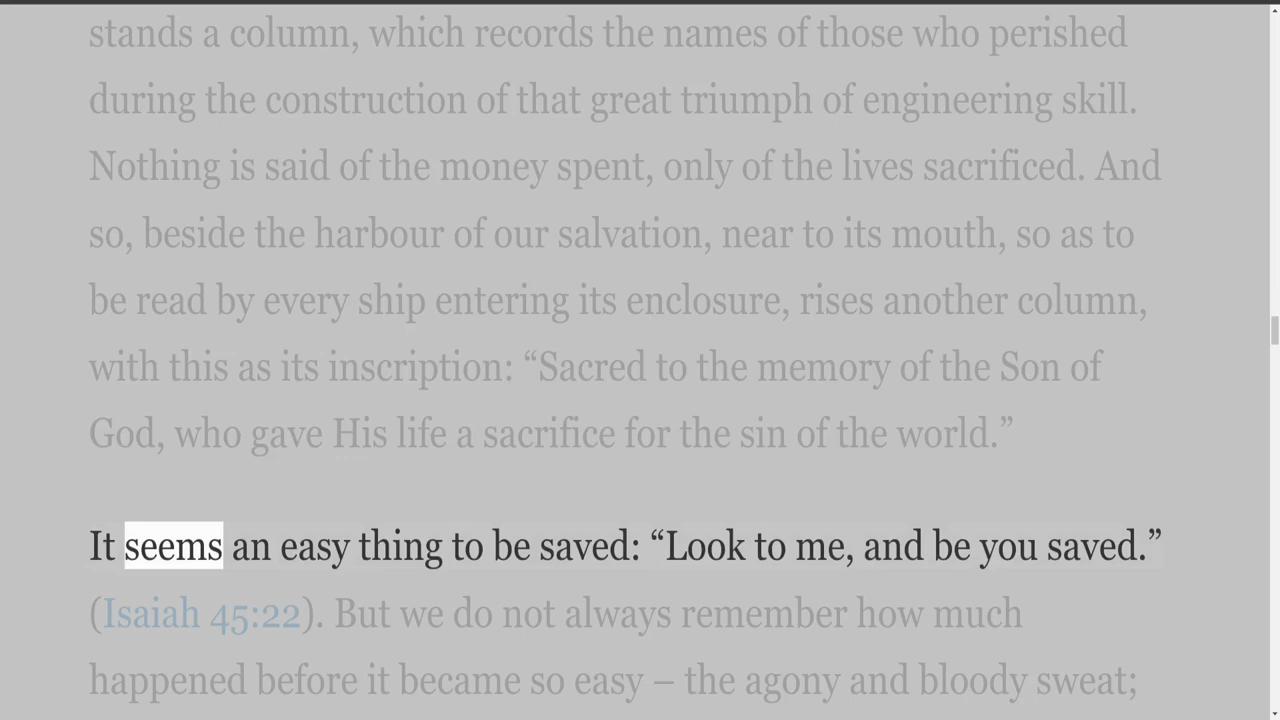 stands a column, which records the names of those who perished
during the construction of that great triumph of engineering skill.
Nothing is said of the money spent, only of the lives sacrificed. And
so, beside the harbour of our salvation, near to its mouth, so as to
be read by every ship entering its enclosure, rises another column,
with this as its inscription: “Sacred to the memory of the Son of
God, who gave His life a sacrifice for the sin of the world.”
It seems an easy thing to be saved: “Look to me, and be you saved.”
(Isaiah 45:22). But we do not always remember how much
happened before it became so easy – the agony and bloody sweat;